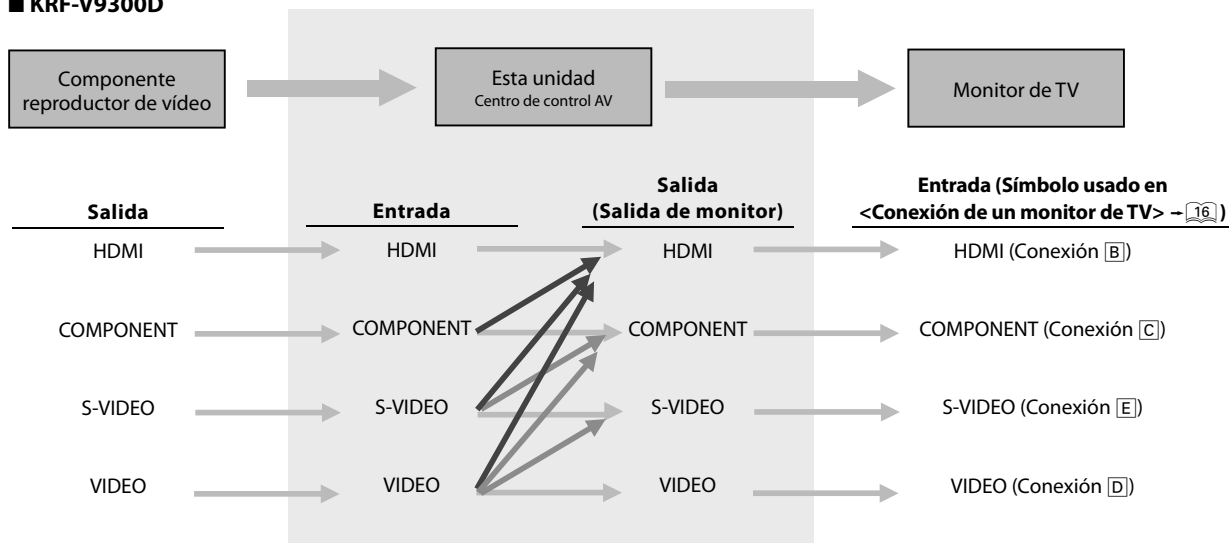 ■ KRF-V9300D
Componente
reproductor de vídeo
Esta unidad
Centro de control AV
Monitor de TV
Salida
Entrada
Salida
(Salida de monitor)
Entrada (Símbolo usado en
<Conexión de un monitor de TV> → 16 )
HDMI
HDMI
HDMI
HDMI (Conexión B)
COMPONENT
COMPONENT
COMPONENT
COMPONENT (Conexión C)
S-VIDEO
S-VIDEO
S-VIDEO
S-VIDEO (Conexión E)
VIDEO
VIDEO
VIDEO
VIDEO (Conexión D)